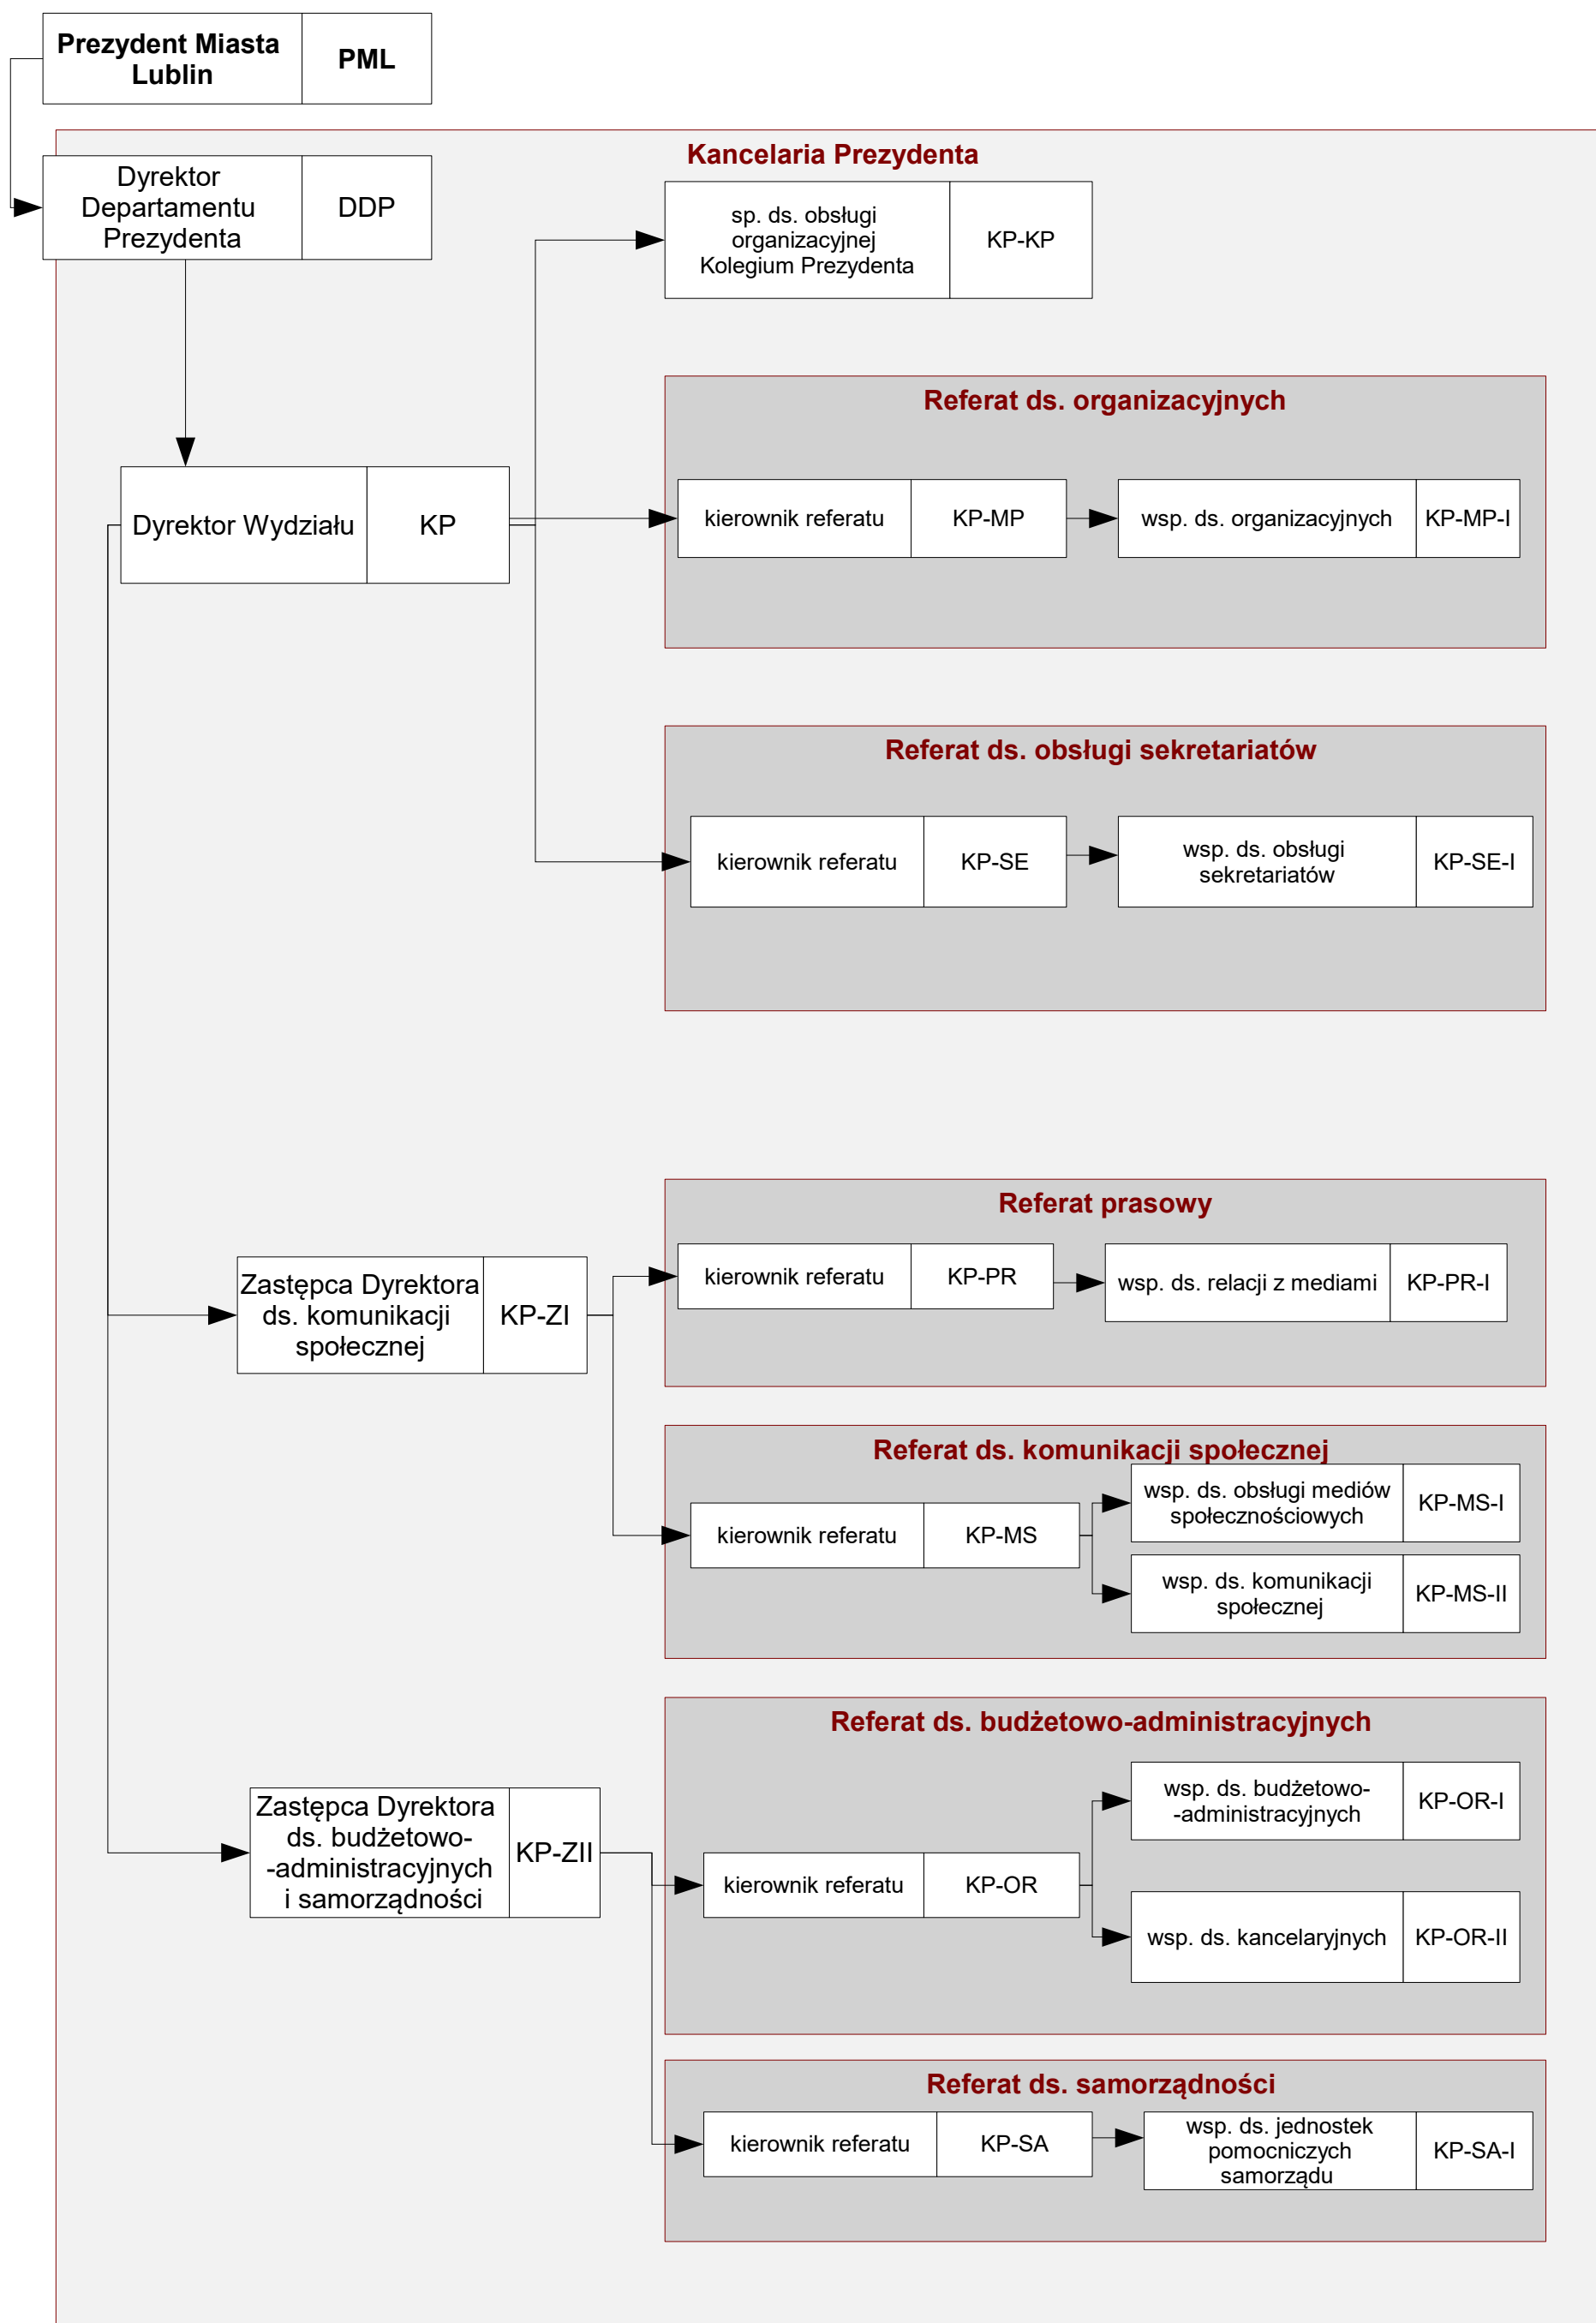 Prezydent Miasta
Lublin
PML
Kancelaria Prezydenta
Dyrektor
Departamentu
Prezydenta
DDP
sp. ds. obsługi
organizacyjnej
Kolegium Prezydenta
KP-KP
Referat ds. organizacyjnych
Dyrektor Wydziału
KP
kierownik referatu
KP-MP
wsp. ds. organizacyjnych
KP-MP-I
Referat ds. obsługi sekretariatów
kierownik referatu
KP-SE
wsp. ds. obsługi
sekretariatów
KP-SE-I
Referat prasowy
Zastępca Dyrektora
ds. komunikacji
społecznej
KP-ZI
kierownik referatu
KP-PR
wsp. ds. relacji z mediami
KP-PR-I
Referat ds. komunikacji społecznej
kierownik referatu
KP-MS
wsp. ds. obsługi mediów
społecznościowych
KP-MS-I
wsp. ds. komunikacji
społecznej
KP-MS-II
Referat ds. budżetowo-administracyjnych
Zastępca Dyrektora
ds. budżetowo-
-administracyjnych
i samorządności
KP-ZII
kierownik referatu
KP-OR
wsp. ds. budżetowo-
-administracyjnych
KP-OR-I
wsp. ds. kancelaryjnych
KP-OR-II
Referat ds. samorządności
kierownik referatu
KP-SA
wsp. ds. jednostek
pomocniczych
samorządu
KP-SA-I